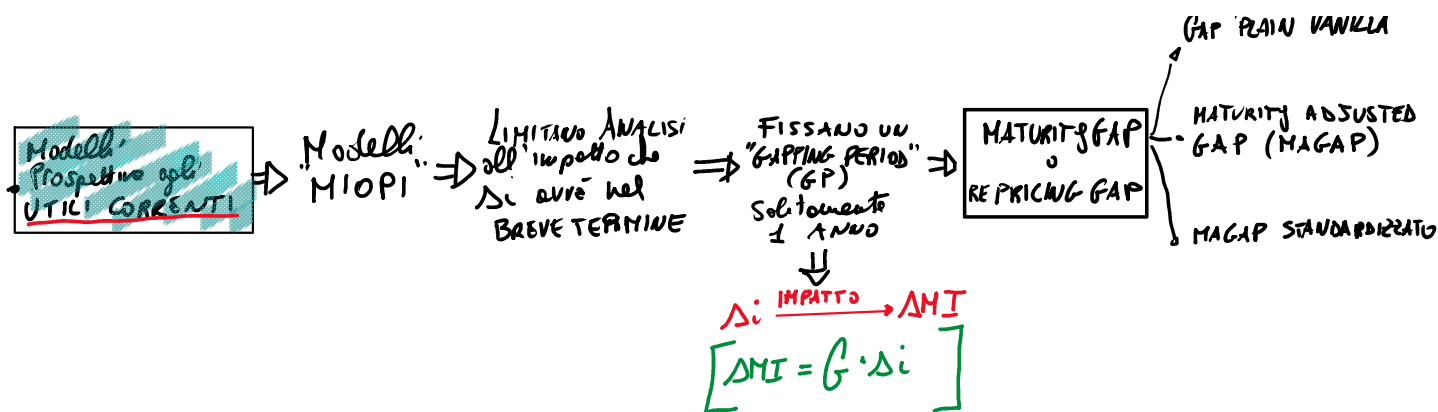 Modelli
Prospettive agli
UTILI CORRENTI
Modelli
"MIOPI"
LIMITANO ANALISI
all'impatto che
Δi avrà nel
BREVE TERMINE
FISSANO UN
"GAPPING PERIOD"
(GP)
Solitamente
1 ANNO
Δi IMPATTO ΔMI
[ΔMI = G · Δi]
MATURITY GAP
o
REPRICING GAP
GAP PLAIN VANILLA
MATURITY ADJUSTED
GAP (MAGAP)
MAGAP STANDARDIZZATO